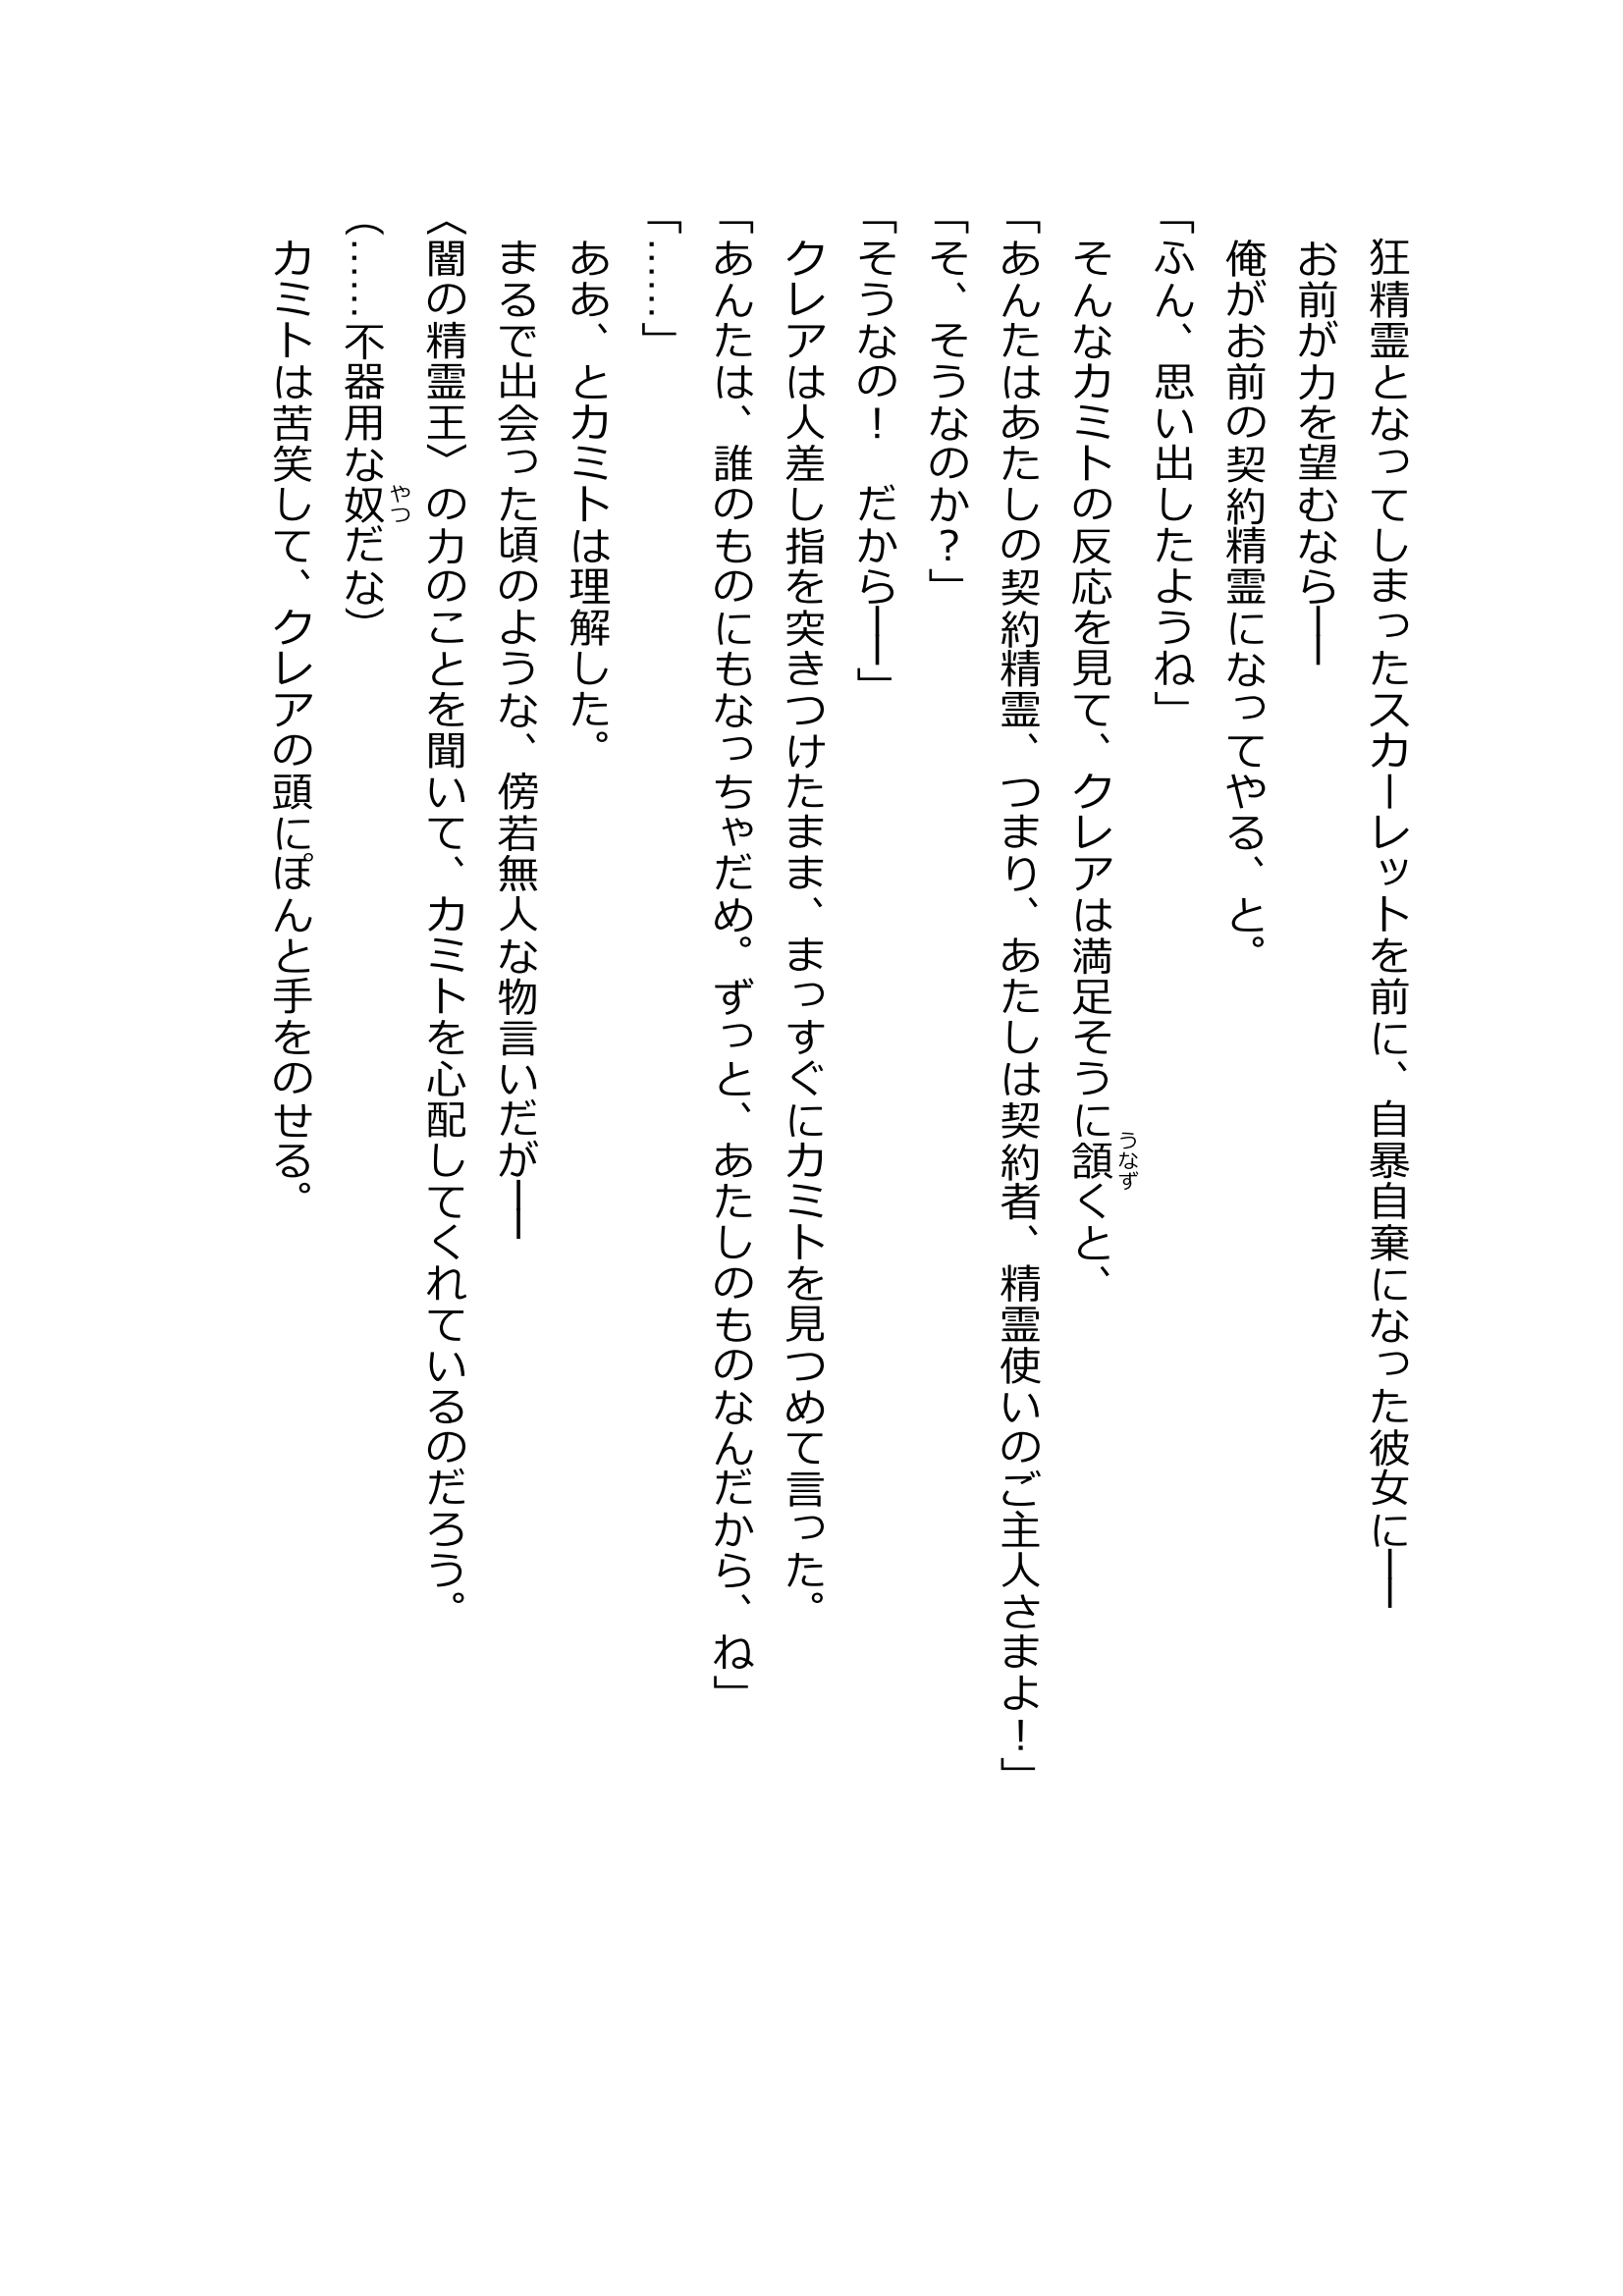 狂精霊となってしまったスカーレットを前に、自暴自棄になった彼女に――
お前が力を望むなら――
俺がお前の契約精霊になってやる、と。
「ふん、思い出したようね」
そんなカミトの反応を見て、クレアは満足そうに頷くと、
うなず
「あんたはあたしの契約精霊、つまり、あたしは契約者、精霊使いのご主人さまよ！」
「そ、そうなのか？」
「そうなの！　だから――」
クレアは人差し指を突きつけたまま、まっすぐにカミトを見つめて言った。
「あんたは、誰のものにもなっちゃだめ。ずっと、あたしのものなんだから、ね」
「……」
ああ、とカミトは理解した。
まるで出会った頃のような、傍若無人な物言いだが――
〈闇の精霊王〉の力のことを聞いて、カミトを心配してくれているのだろう。
（……不器用な奴だな）
やつ
カミトは苦笑して、クレアの頭にぽんと手をのせる。